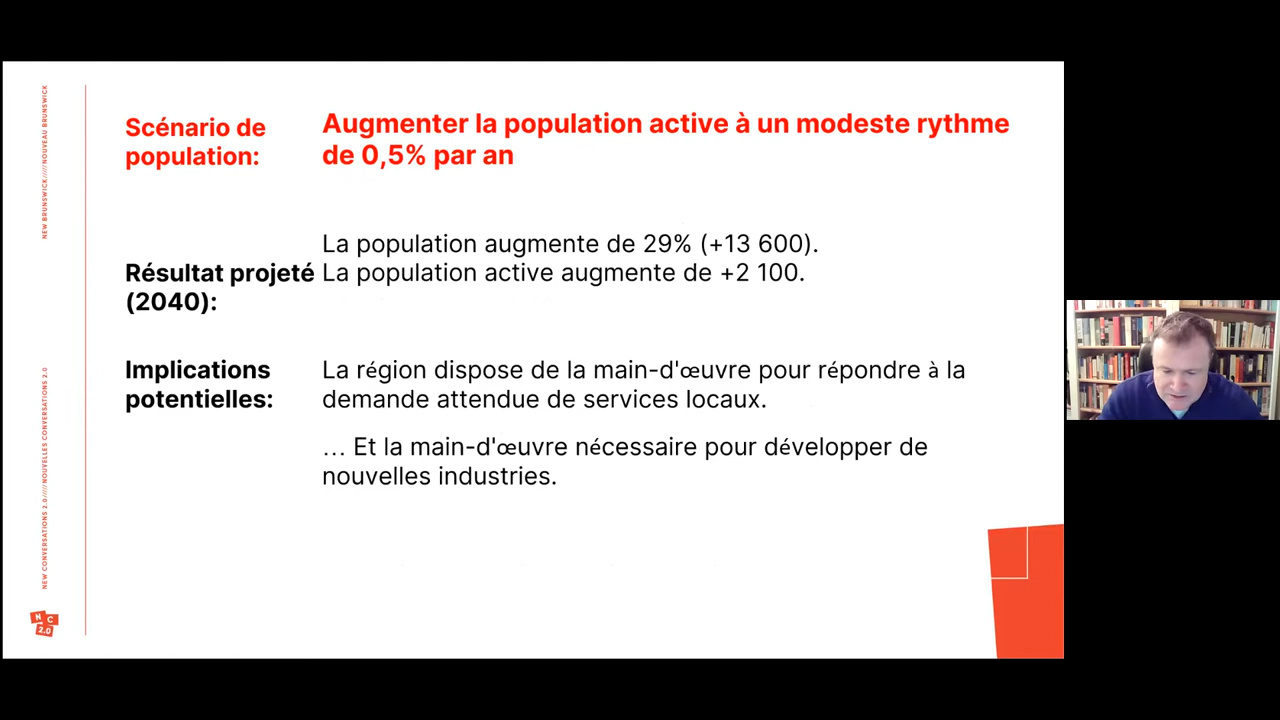 Scénario de
population:
Augmenter la population active à un modeste rythme
de 0,5% par an
Résultat projeté
(2040):
La population augmente de 29% (+13 600).
La population active augmente de +2 100.
Implications
potentielles:
La région dispose de la main-d'œuvre pour répondre à la
demande attendue de services locaux.
… Et la main-d'œuvre nécessaire pour développer de
nouvelles industries.
NEW BRUNSWICK/////NOUVEAU BRUNSWICK
NEW CONVERSATIONS 2.0/////NOUVELLES CONVERSATIONS 2.0
N C
2.0